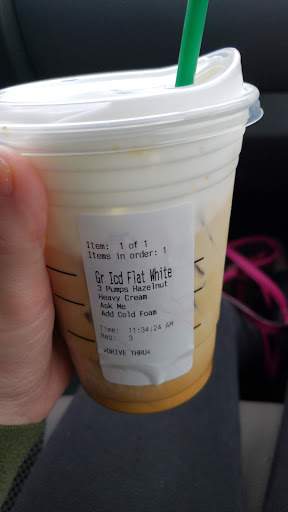 Item: 1 of 1
Items in order: 1
Gr Icd Flat White
3 Pumps Hazelnut
Heavy Cream
Ask Me
Add Cold Foam
Time: 11:34:24 AM
Reg: 3
>DRIVE THRU<